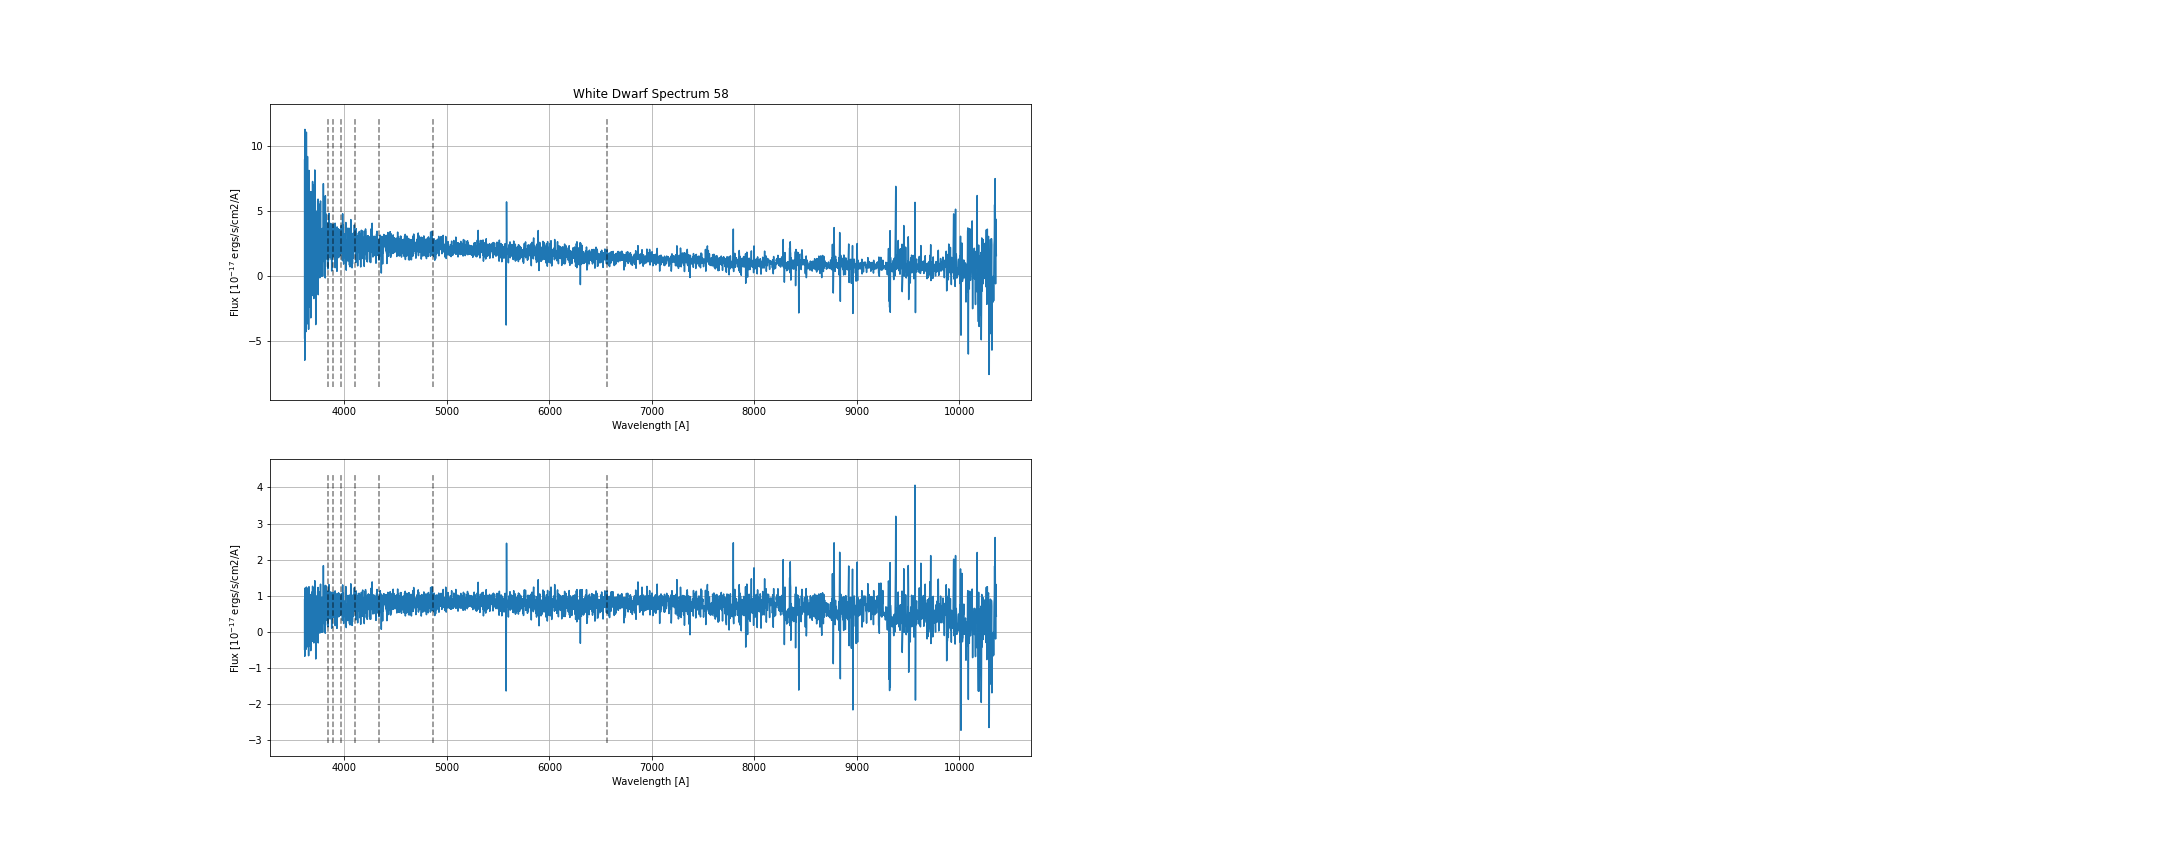 White Dwarf Spectrum 58
10
5
0
−5
Flux [10⁻¹⁷ ergs/s/cm2/A]
4000 5000 6000 7000 8000 9000 10000
Wavelength [A]
4
3
2
1
0
−1
−2
−3
Flux [10⁻¹⁷ ergs/s/cm2/A]
4000 5000 6000 7000 8000 9000 10000
Wavelength [A]